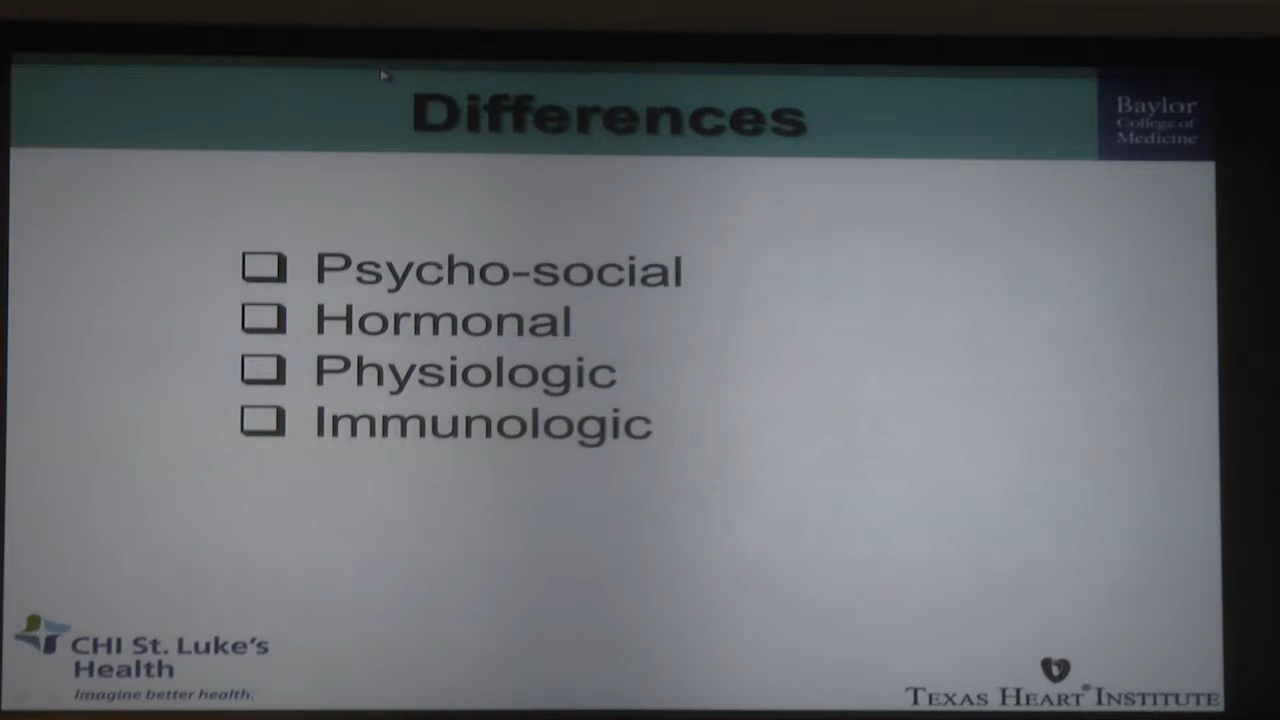 Differences
Baylor
College of
Medicine
Psycho-social
Hormonal
Physiologic
Immunologic
CHI St. Luke's
Health
Imagine better health.
TEXAS HEART® INSTITUTE